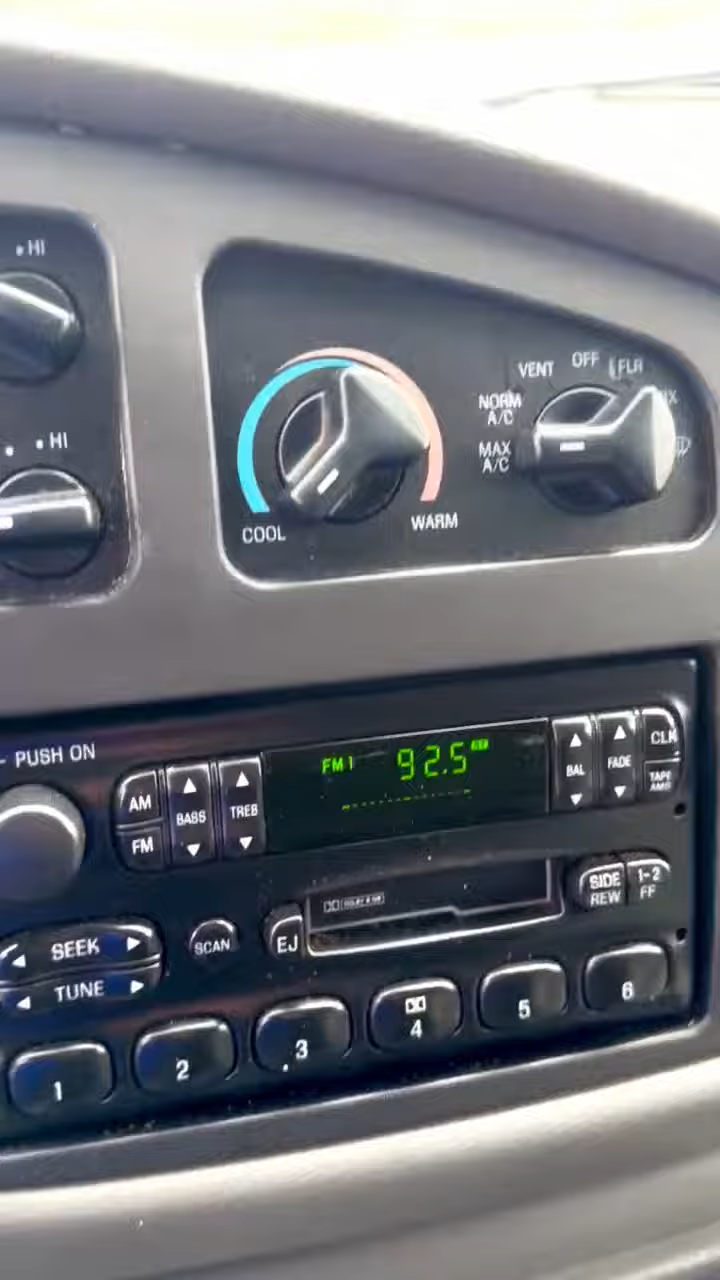 HI
HI
COOL
WARM
MAX A/C
NORM A/C
VENT
OFF
FLR
PUSH ON
AM
FM
BASS
TREB
FM 1
92.5
BAL
FADE
CLK
TAPE
AMS
SEEK
TUNE
SCAN
EJ
SIDE
REW
1-2
FF
1
2
3
4
5
6